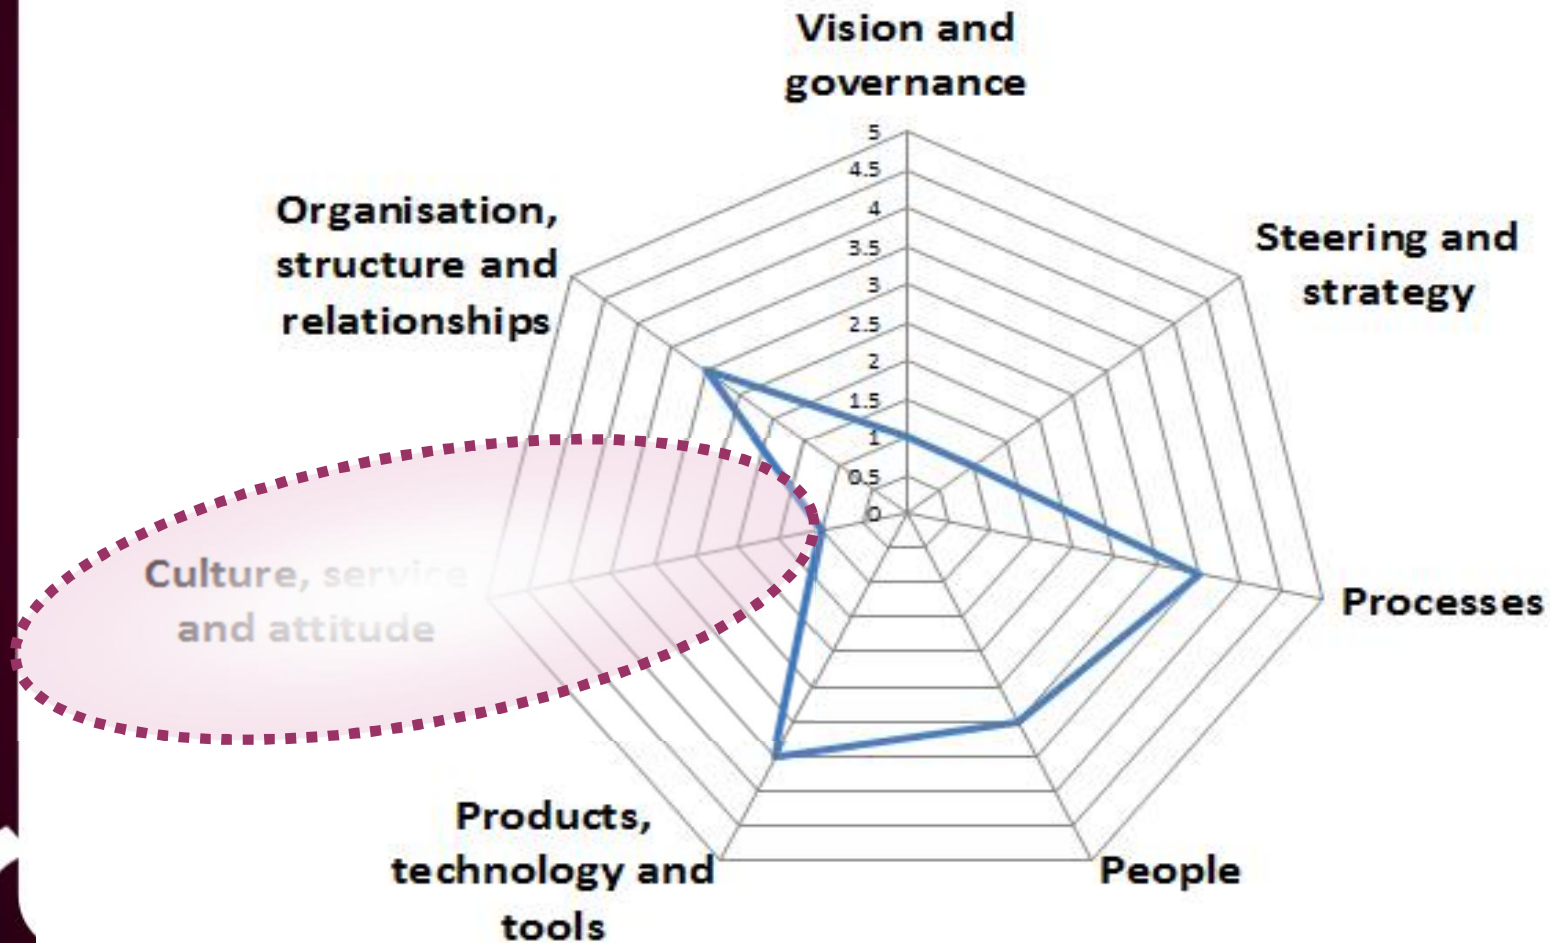 Vision and
governance
5
4.5
4
3.5
3
2.5
2
1.5
1
0.5
0
Steering and
strategy
Processes
People
Products,
technology and
tools
Culture, service
and attitude
Organisation,
structure and
relationships